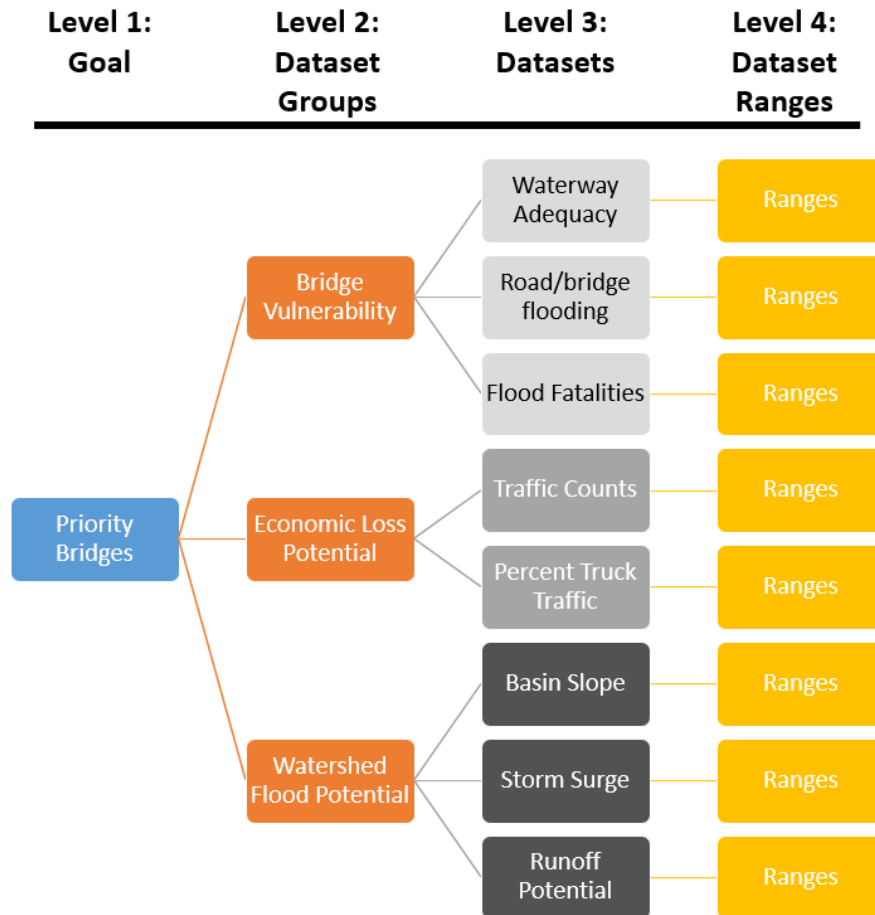 Level 1:
Goal
Level 2:
Dataset
Groups
Level 3:
Datasets
Level 4:
Dataset
Ranges
Priority
Bridges
Bridge
Vulnerability
Economic Loss
Potential
Watershed
Flood Potential
Waterway
Adequacy
Road/bridge
flooding
Flood Fatalities
Traffic Counts
Percent Truck
Traffic
Basin Slope
Storm Surge
Runoff
Potential
Ranges
Ranges
Ranges
Ranges
Ranges
Ranges
Ranges
Ranges